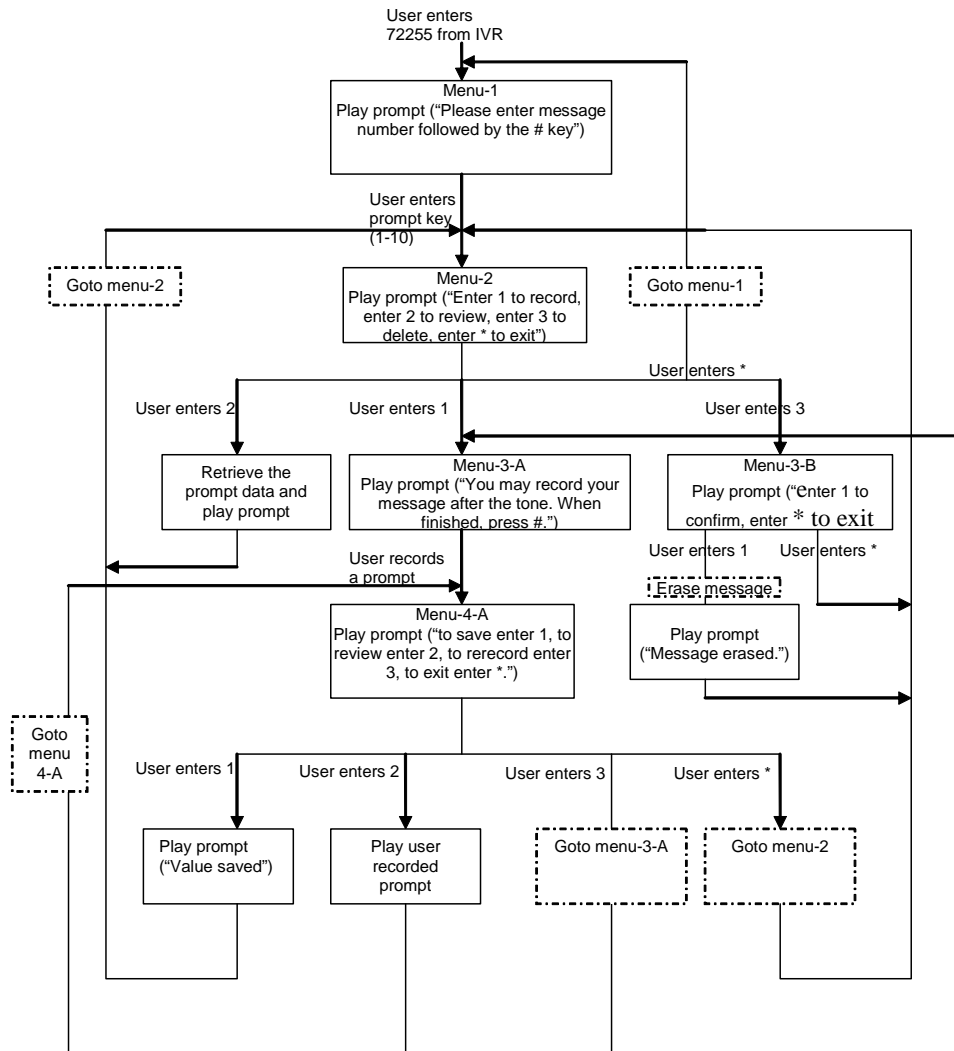 User enters
72255 from IVR
Menu-1
Play prompt (“Please enter message
number followed by the # key”)
User enters
prompt key
(1-10)
Goto menu-2
Menu-2
Play prompt (“Enter 1 to record,
enter 2 to review, enter 3 to
delete, enter * to exit”)
Goto menu-1
User enters *
User enters 2
User enters 1
User enters 3
Retrieve the
prompt data and
play prompt
Menu-3-A
Play prompt (“You may record your
message after the tone. When
finished, press #.”)
Menu-3-B
Play prompt (“enter 1 to
confirm, enter * to exit
User records
a prompt
User enters 1
User enters *
Erase message
Menu-4-A
Play prompt (“to save enter 1, to
review enter 2, to rerecord enter
3, to exit enter *.”)
Play prompt
(“Message erased.”)
Goto
menu
4-A
User enters 1
User enters 2
User enters 3
User enters *
Play prompt
(“Value saved”)
Play user
recorded
prompt
Goto menu-3-A
Goto menu-2